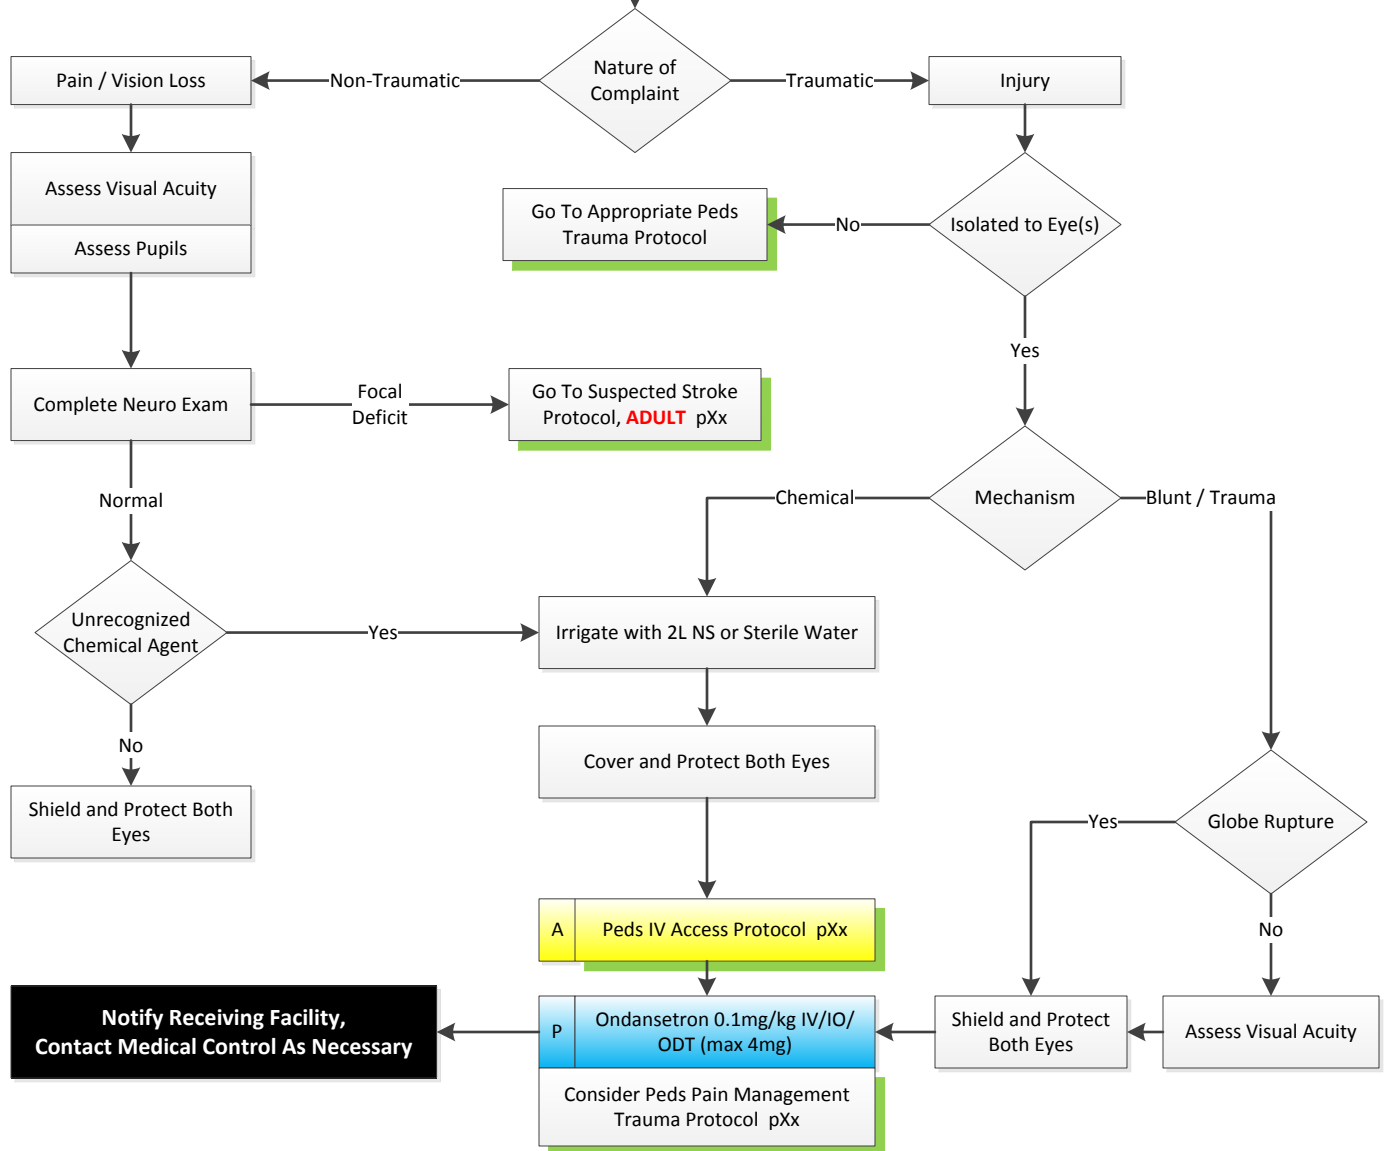 Nature of
Complaint
Non-Traumatic
Traumatic
Pain / Vision Loss
Injury
Assess Visual Acuity
Assess Pupils
Go To Appropriate Peds
Trauma Protocol
No
Isolated to Eye(s)
Yes
Complete Neuro Exam
Focal
Deficit
Go To Suspected Stroke
Protocol, ADULT pXx
Normal
Chemical
Mechanism
Blunt / Trauma
Unrecognized
Chemical Agent
Yes
Irrigate with 2L NS or Sterile Water
No
Cover and Protect Both Eyes
Shield and Protect Both
Eyes
Yes
Globe Rupture
No
A
Peds IV Access Protocol pXx
Notify Receiving Facility,
Contact Medical Control As Necessary
P
Ondansetron 0.1mg/kg IV/IO/
ODT (max 4mg)
Shield and Protect
Both Eyes
Assess Visual Acuity
Consider Peds Pain Management
Trauma Protocol pXx